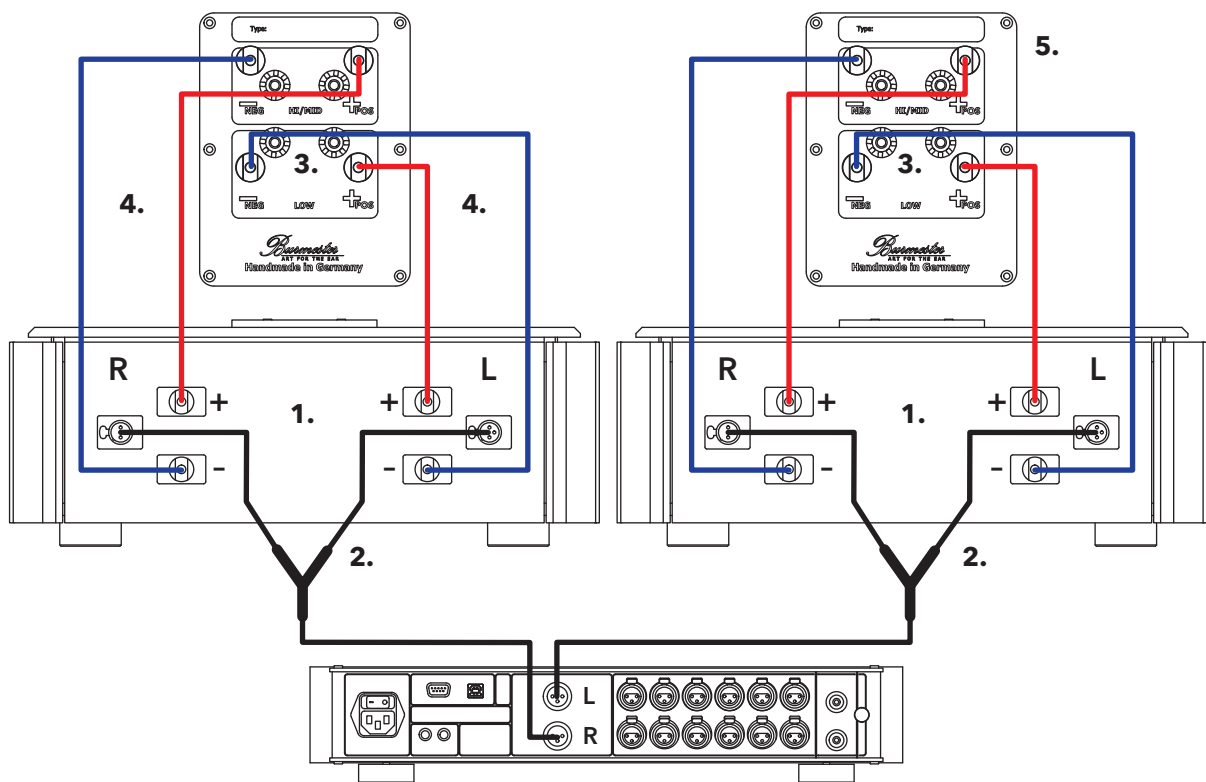 Type:
NEG HI/MID POS
3.
NEG LOW POS
4.
4.
Burmester
ART FOR THE EAR
Handmade in Germany
R
L
+
+
1.
-
-
2.
Type:
5.
NEG HI/MID POS
3.
NEG LOW POS
Burmester
ART FOR THE EAR
Handmade in Germany
R
L
+
+
1.
-
-
2.
L
R